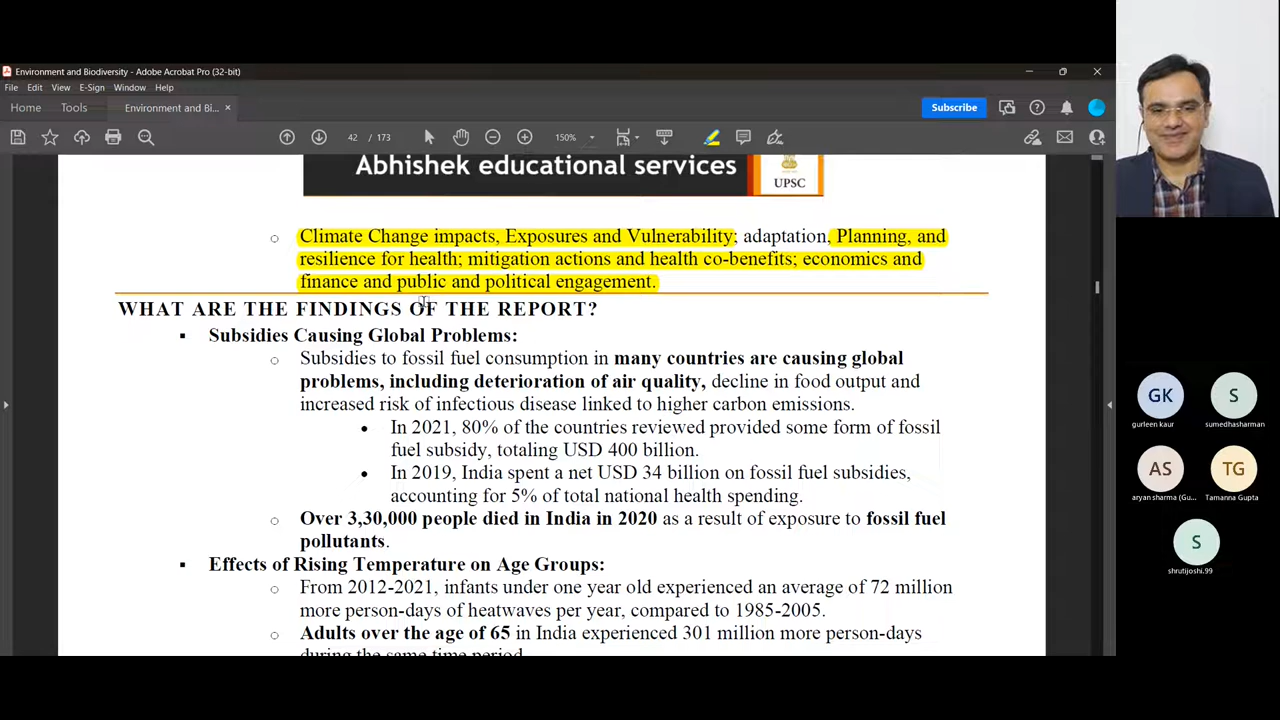 Environment and Biodiversity - Adobe Acrobat Pro (32-bit)
File Edit View E-Sign Window Help
Home Tools Environment and Bi... × Subscribe
42 / 173 150%
Abhishek educational services
UPSC
○ Climate Change impacts, Exposures and Vulnerability; adaptation, Planning, and
resilience for health; mitigation actions and health co-benefits; economics and
finance and public and political engagement.
WHAT ARE THE FINDINGS OF THE REPORT?
▪ Subsidies Causing Global Problems:
○ Subsidies to fossil fuel consumption in many countries are causing global
problems, including deterioration of air quality, decline in food output and
increased risk of infectious disease linked to higher carbon emissions.
• In 2021, 80% of the countries reviewed provided some form of fossil
fuel subsidy, totaling USD 400 billion.
• In 2019, India spent a net USD 34 billion on fossil fuel subsidies,
accounting for 5% of total national health spending.
○ Over 3,30,000 people died in India in 2020 as a result of exposure to fossil fuel
pollutants.
▪ Effects of Rising Temperature on Age Groups:
○ From 2012-2021, infants under one year old experienced an average of 72 million
more person-days of heatwaves per year, compared to 1985-2005.
○ Adults over the age of 65 in India experienced 301 million more person-days
during the same time period.
GK S
gurleen kaur sumedhasharman
AS TG
aryan sharma (Gu... Tamanna Gupta
S
shrutijoshi.99